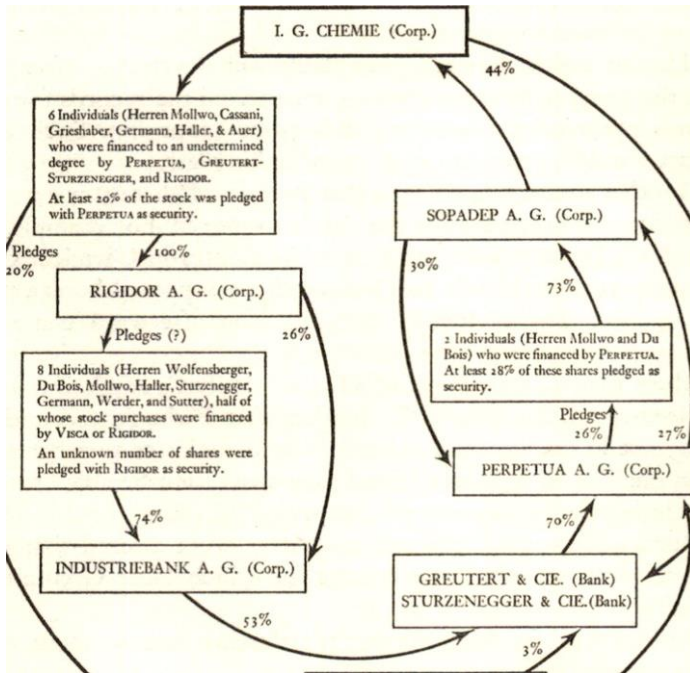 I. G. CHEMIE (Corp.)
44%
6 Individuals (Herren Mollwo, Cassani,
Grieshaber, Germann, Haller, & Auer)
who were financed to an undetermined
degree by PERPETUA, GREUTERT-
STURZENEGGER, and RIGIDOR.
At least 20% of the stock was pledged
with PERPETUA as security.
SOPADEP A. G. (Corp.)
Pledges
20%
100%
30%
RIGIDOR A. G. (Corp.)
73%
Pledges (?)
26%
2 Individuals (Herren Mollwo and Du
Bois) who were financed by PERPETUA.
At least 28% of these shares pledged as
security.
8 Individuals (Herren Wolfensberger,
Du Bois, Mollwo, Haller, Sturzenegger,
Germann, Werder, and Sutter), half of
whose stock purchases were financed
by VISCA or RIGIDOR.
An unknown number of shares were
pledged with RIGIDOR as security.
Pledges
26%
27%
PERPETUA A. G. (Corp.)
74%
70%
INDUSTRIEBANK A. G. (Corp.)
GREUTERT & CIE. (Bank)
STURZENEGGER & CIE. (Bank)
53%
3%